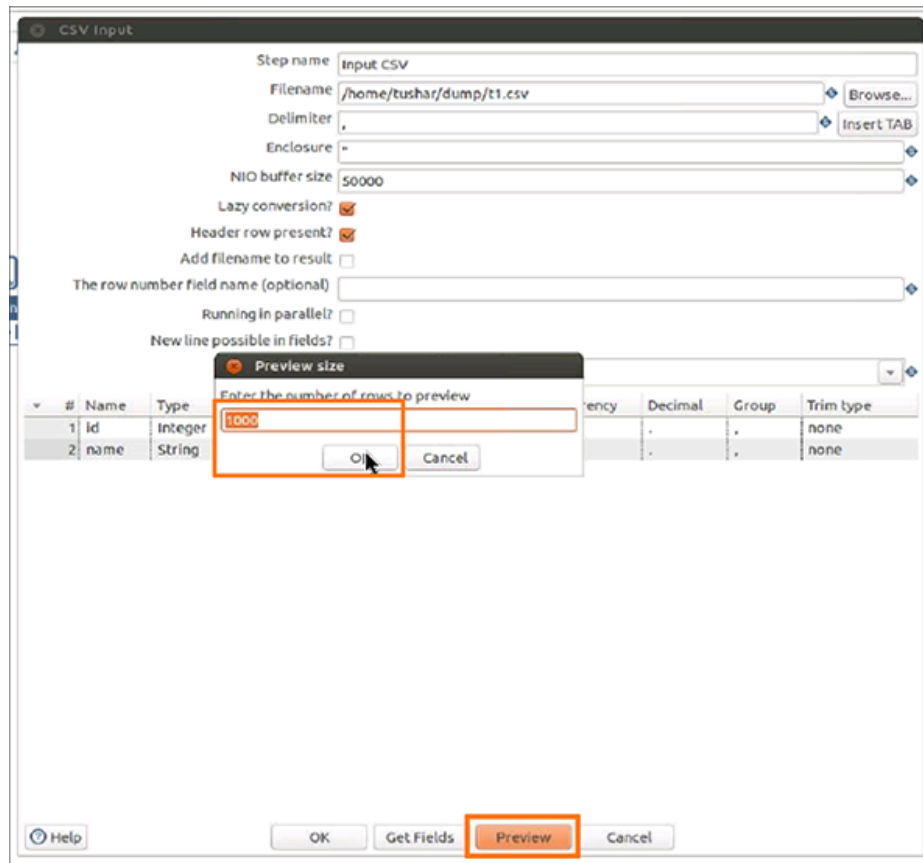 CSV Input
Step name Input CSV
Filename /home/tushar/dump/t1.csv Browse...
Delimiter , Insert TAB
Enclosure "
NIO buffer size 50000
Lazy conversion?
Header row present?
Add filename to result
The row number field name (optional)
Running in parallel?
New line possible in fields?
Preview size
Enter the number of rows to preview
1000
OK Cancel
# Name Type Decimal Group Trim type
1 id Integer . , none
2 name String . , none
Help OK Get Fields Preview Cancel